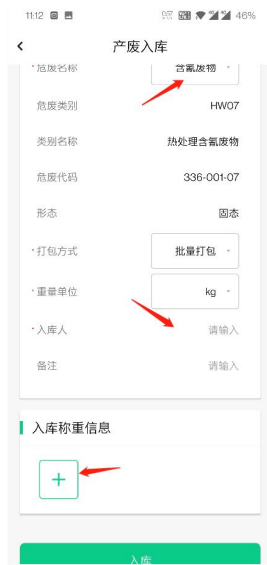 11:12 46%
产废入库
*危废名称 含氰废物
危废类别 HW07
类别名称 热处理含氰废物
危废代码 336-001-07
形态 固态
*打包方式 批量打包
*重量单位 kg
*入库人 请输入
备注 请输入
入库称重信息
入库